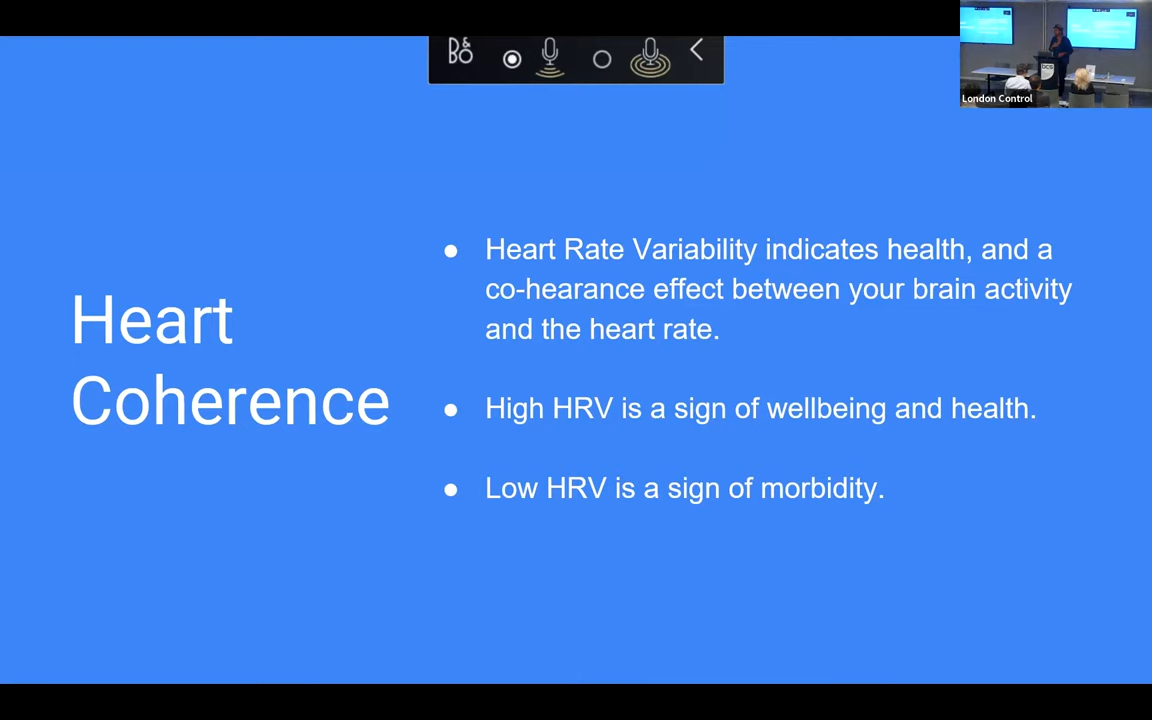 B&O
London Control
BCS
Heart
Coherence
● Heart Rate Variability indicates health, and a
co-hearance effect between your brain activity
and the heart rate.
● High HRV is a sign of wellbeing and health.
● Low HRV is a sign of morbidity.